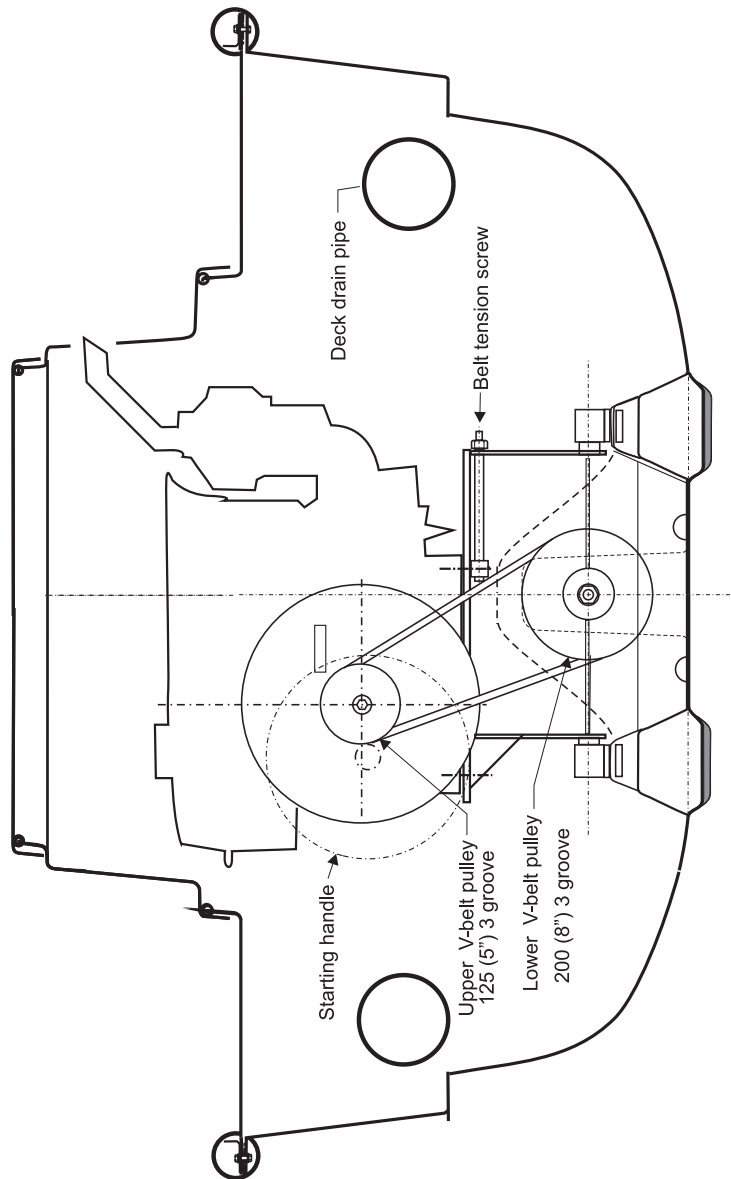 Deck drain pipe
Belt tension screw
Starting handle
Upper V-belt pulley
125 (5”) 3 groove
Lower V-belt pulley
200 (8”) 3 groove